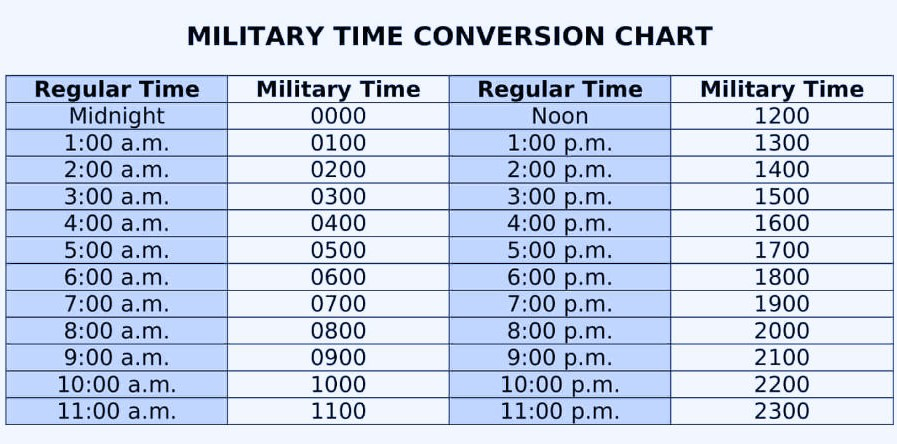 MILITARY TIME CONVERSION CHART
Regular Time Military Time Regular Time Military Time
Midnight 0000 Noon 1200
1:00 a.m. 0100 1:00 p.m. 1300
2:00 a.m. 0200 2:00 p.m. 1400
3:00 a.m. 0300 3:00 p.m. 1500
4:00 a.m. 0400 4:00 p.m. 1600
5:00 a.m. 0500 5:00 p.m. 1700
6:00 a.m. 0600 6:00 p.m. 1800
7:00 a.m. 0700 7:00 p.m. 1900
8:00 a.m. 0800 8:00 p.m. 2000
9:00 a.m. 0900 9:00 p.m. 2100
10:00 a.m. 1000 10:00 p.m. 2200
11:00 a.m. 1100 11:00 p.m. 2300